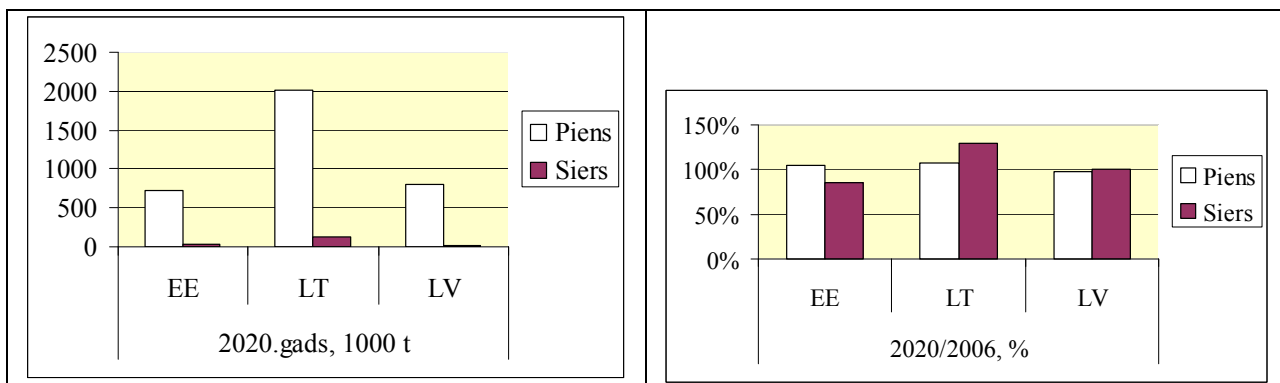 2500
2000
1500
1000
500
0
EE LT LV
2020.gads, 1000 t
Piens
Siers
150%
100%
50%
0%
EE LT LV
2020/2006, %
Piens
Siers